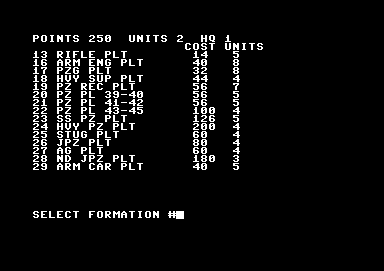 POINTS 250 UNITS 2 HQ 1
COST UNITS
13 RIFLE PLT 14 5
16 ARM ENG PLT 40 8
17 PZG PLT 32 8
18 HVY SUP PLT 44 4
19 PZ REC PLT 56 7
20 PZ PL 39-40 56 5
21 PZ PL 41-42 56 5
22 PZ PL 43-45 100 4
23 SS PZ PLT 126 5
24 HVY PZ PLT 200 4
25 STUG PLT 60 4
26 JPZ PLT 80 4
27 AG PLT 60 4
28 ND JPZ PLT 180 3
29 ARM CAR PLT 40 5
SELECT FORMATION #